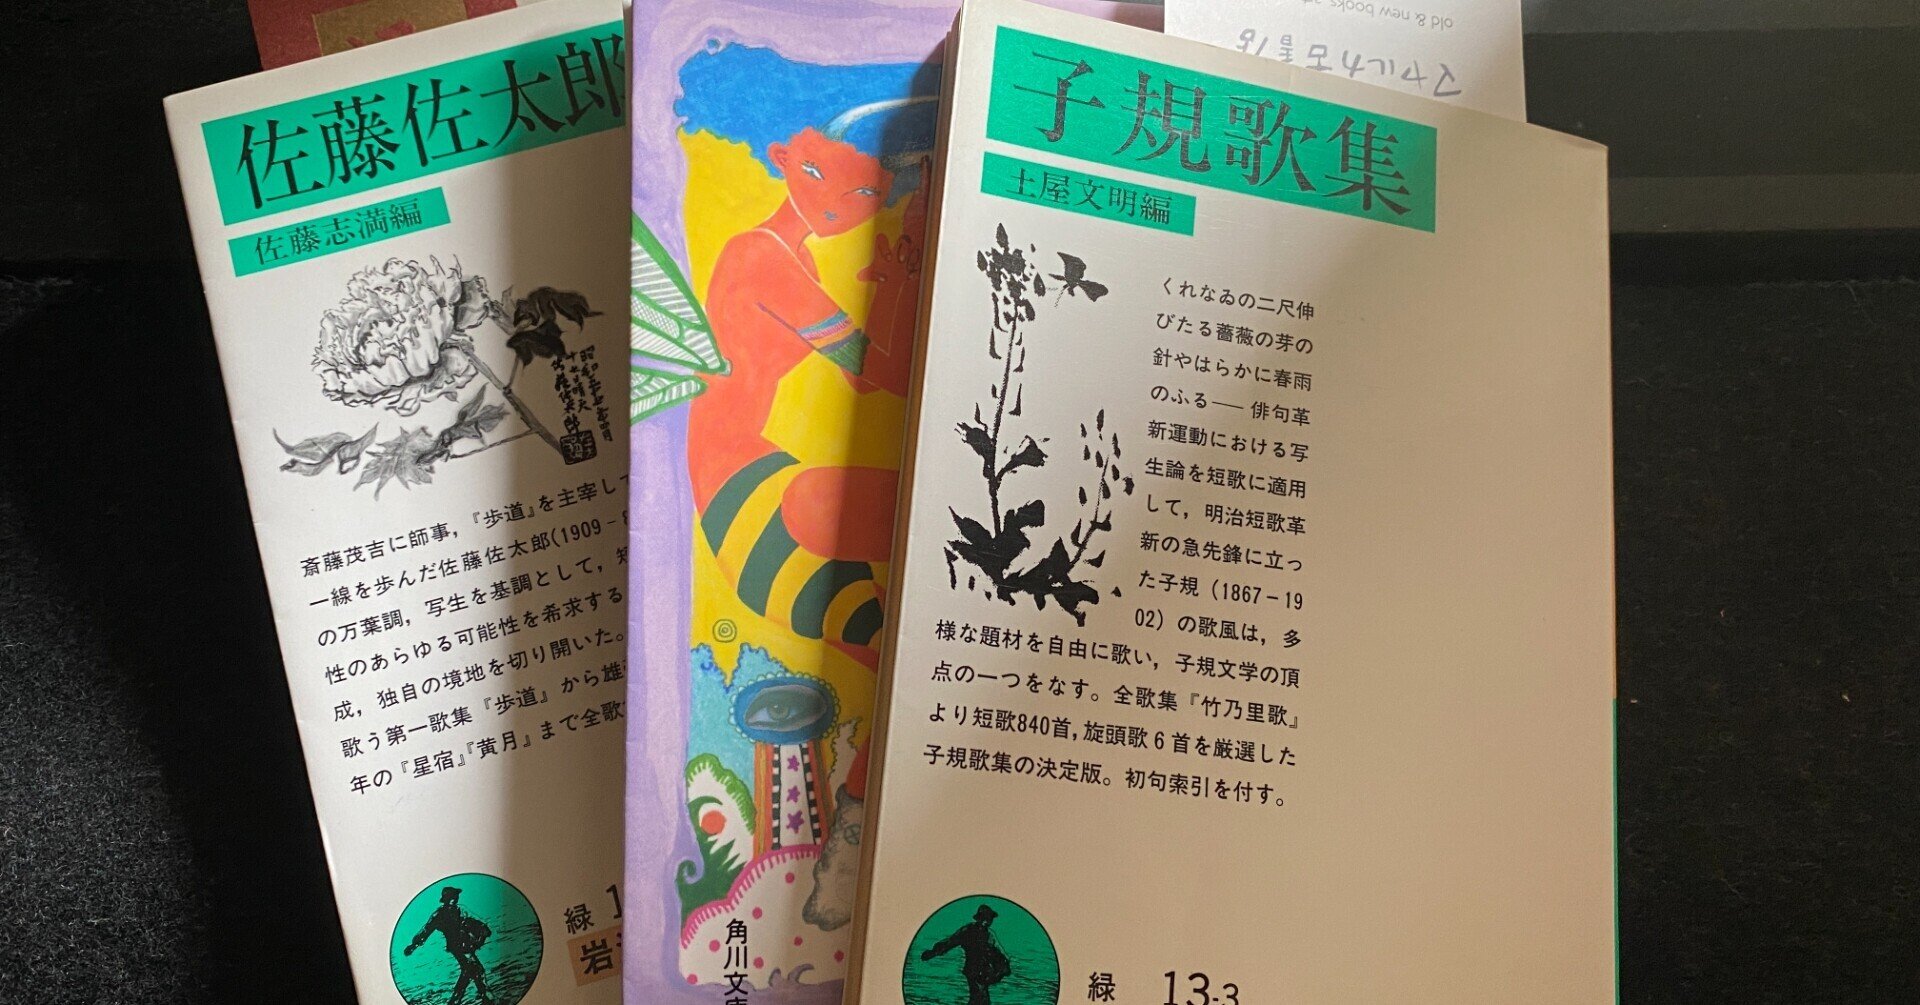 佐藤佐太郎
佐藤志満編
斎藤茂吉に師事,『歩道』を主宰して
一線を歩んだ佐藤佐太郎(1909-8
の万葉調,写生を基調として,短
性のあらゆる可能性を希求する
成,独自の境地を切り開いた。
歌う第一歌集『歩道』から雄
年の『星宿』『黄月』まで全歌
緑 1
岩
角川文庫
old & new books
子規歌集
土屋文明編
くれなゐの二尺伸
びたる薔薇の芽の
針やはらかに春雨
のふる── 俳句革
新運動における写
生論を短歌に適用
して,明治短歌革
新の急先鋒に立っ
た子規(1867-19
02)の歌風は,多
様な題材を自由に歌い,子規文学の頂
点の一つをなす。全歌集『竹乃里歌』
より短歌840首,旋頭歌6首を厳選した
子規歌集の決定版。初句索引を付す。
緑 13-3